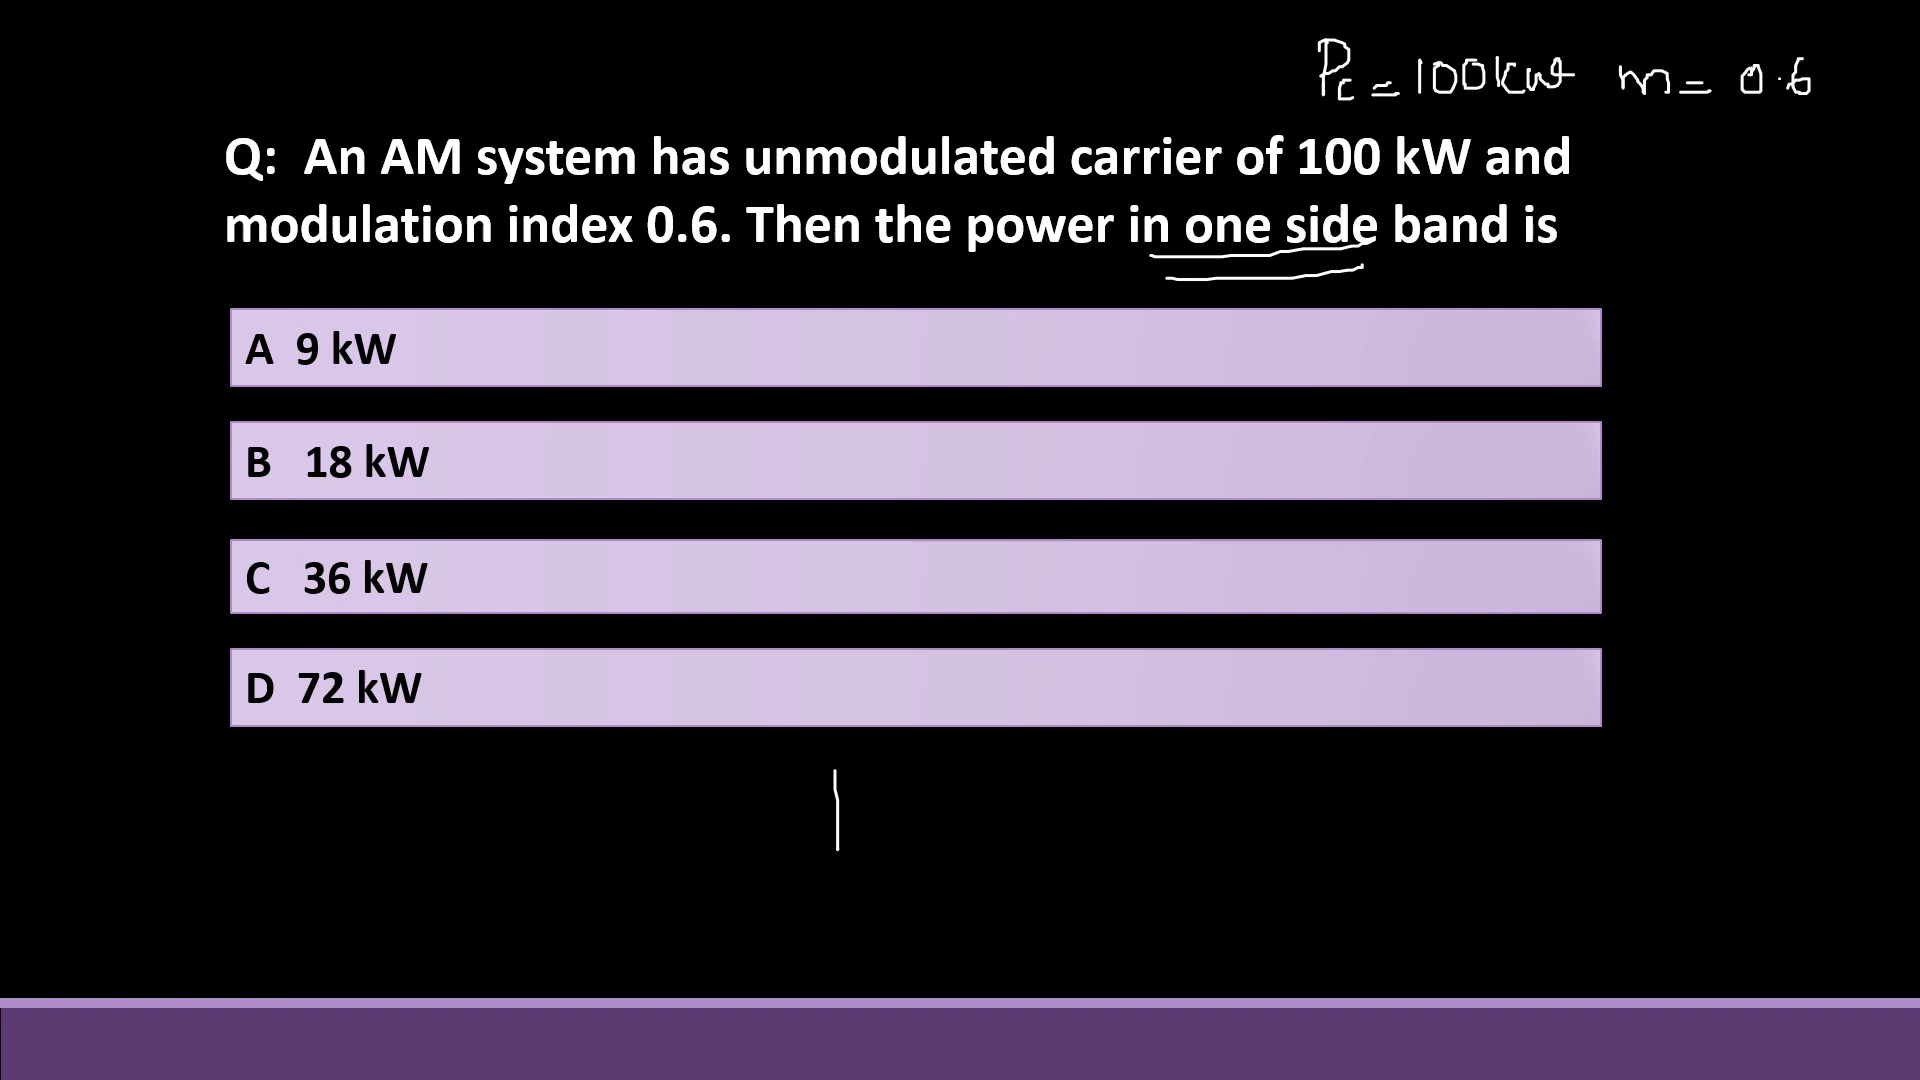 Pc = 100kw m = 0.6
Q: An AM system has unmodulated carrier of 100 kW and
modulation index 0.6. Then the power in one side band is
A 9 kW
B 18 kW
C 36 kW
D 72 kW